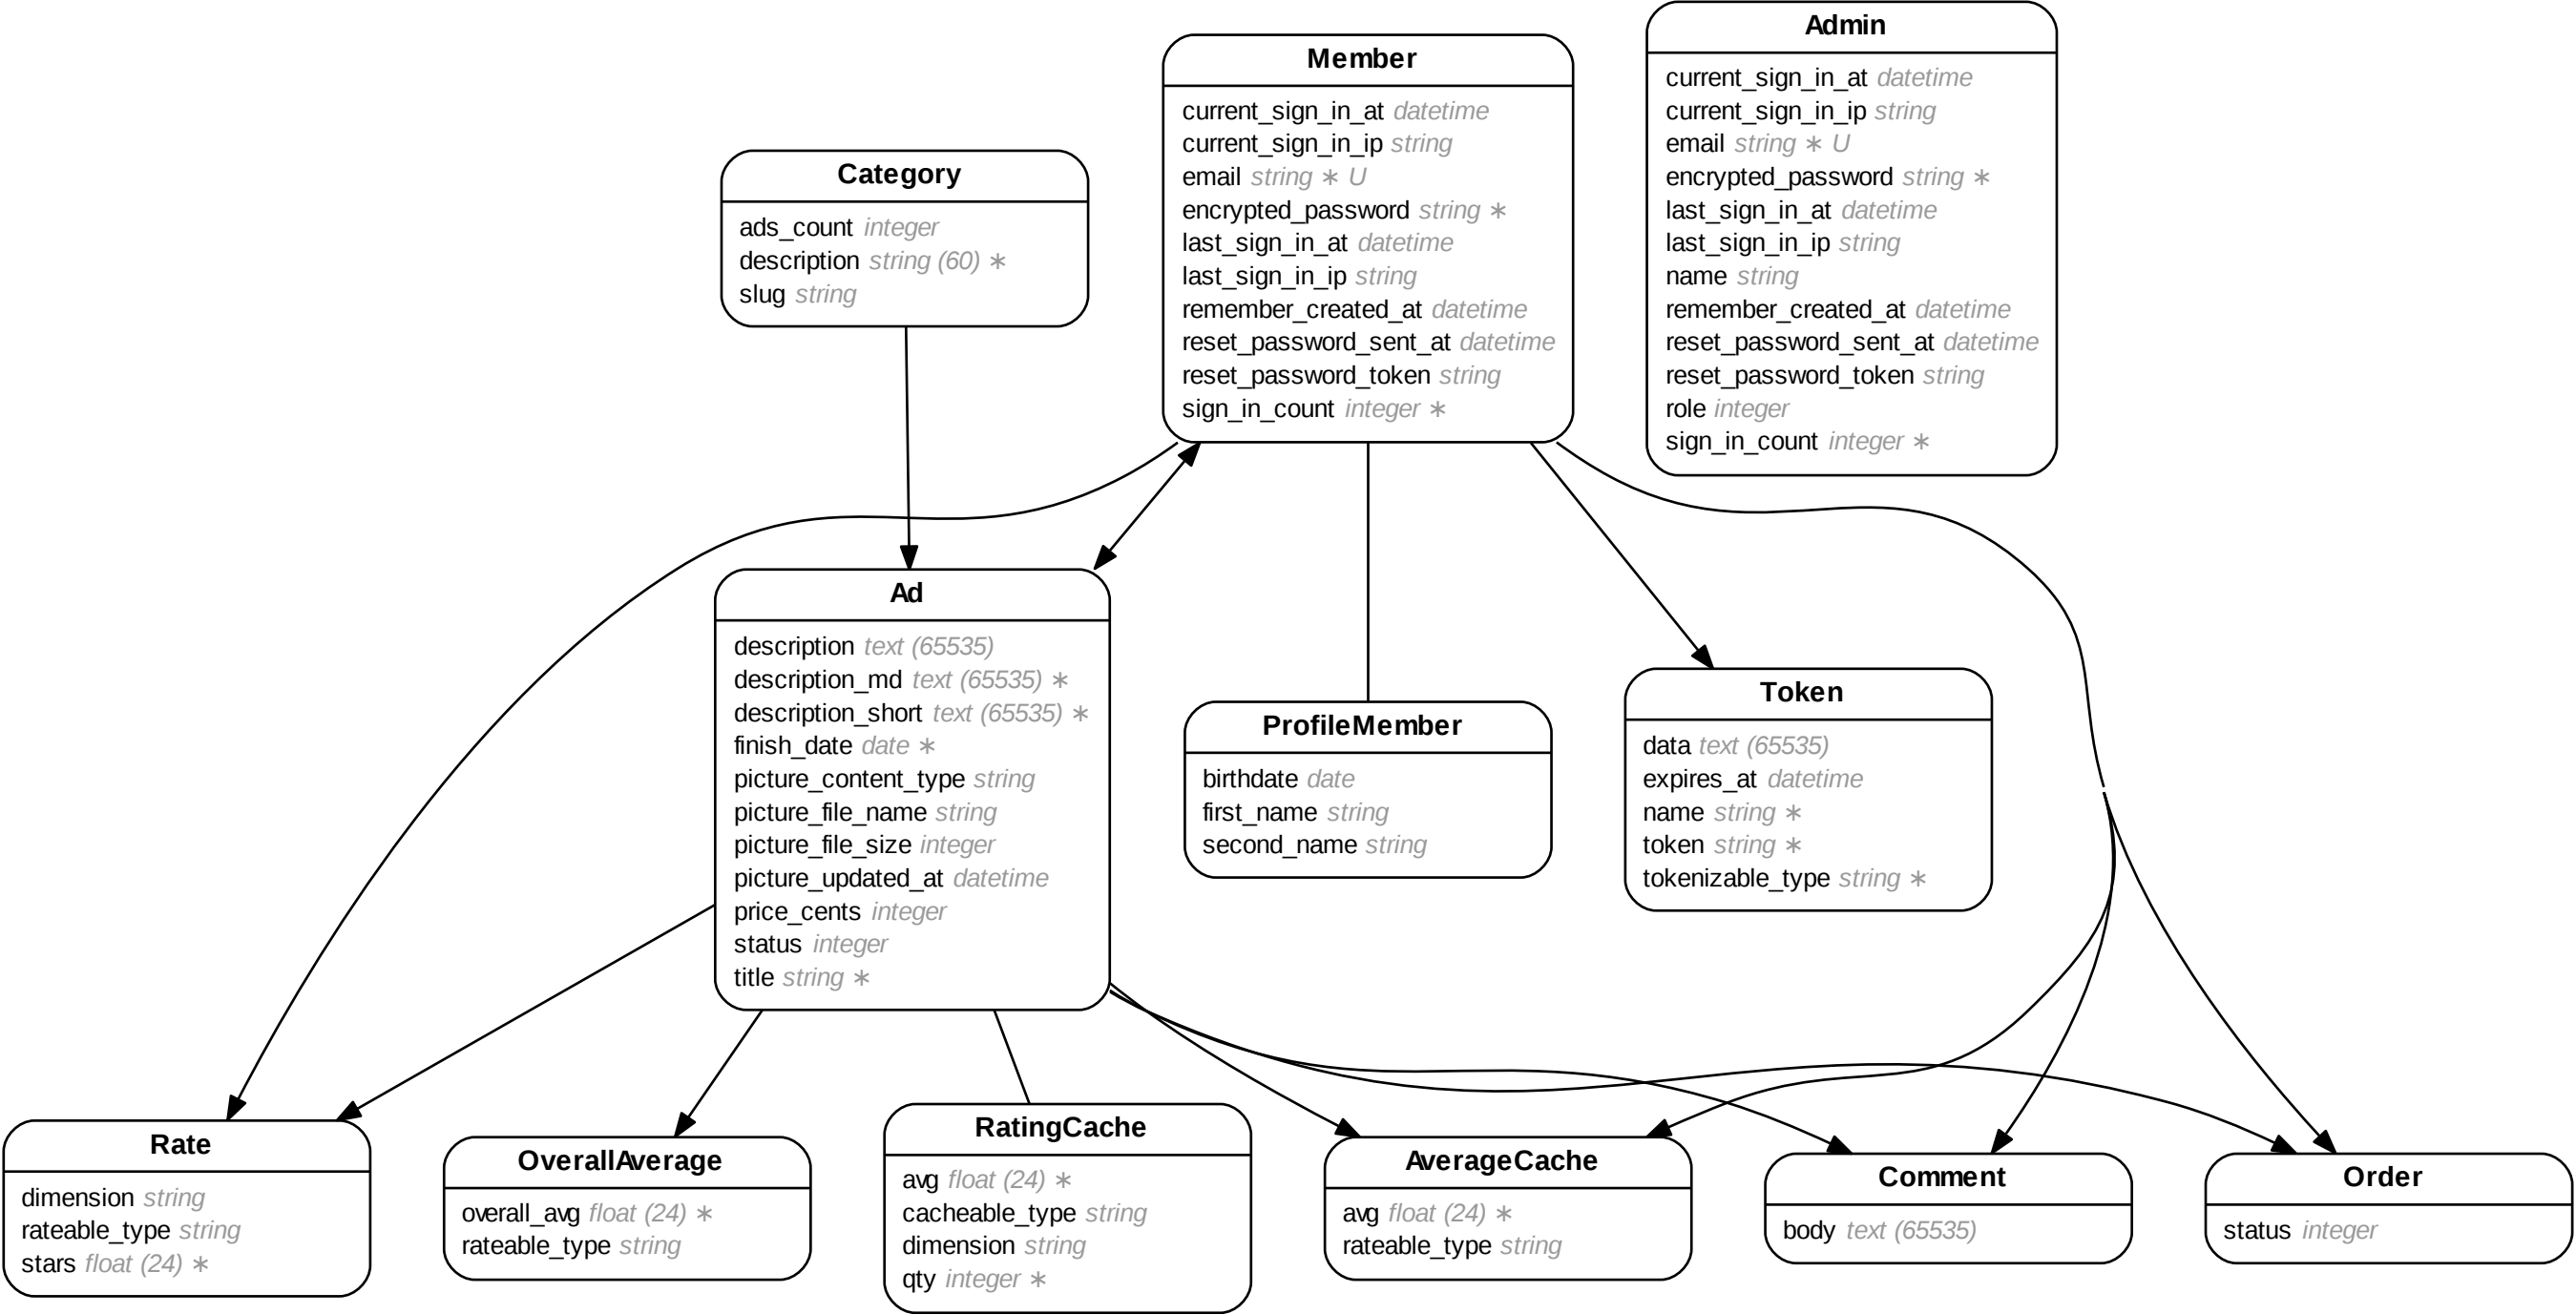 Member
current_sign_in_at datetime
current_sign_in_ip string
email string ∗ U
encrypted_password string ∗
last_sign_in_at datetime
last_sign_in_ip string
remember_created_at datetime
reset_password_sent_at datetime
reset_password_token string
sign_in_count integer ∗
Admin
current_sign_in_at datetime
current_sign_in_ip string
email string ∗ U
encrypted_password string ∗
last_sign_in_at datetime
last_sign_in_ip string
name string
remember_created_at datetime
reset_password_sent_at datetime
reset_password_token string
role integer
sign_in_count integer ∗
Category
ads_count integer
description string (60) ∗
slug string
Ad
description text (65535)
description_md text (65535) ∗
description_short text (65535) ∗
finish_date date ∗
picture_content_type string
picture_file_name string
picture_file_size integer
picture_updated_at datetime
price_cents integer
status integer
title string ∗
ProfileMember
birthdate date
first_name string
second_name string
Token
data text (65535)
expires_at datetime
name string ∗
token string ∗
tokenizable_type string ∗
Rate
dimension string
rateable_type string
stars float (24) ∗
OverallAverage
overall_avg float (24) ∗
rateable_type string
RatingCache
avg float (24) ∗
cacheable_type string
dimension string
qty integer ∗
AverageCache
avg float (24) ∗
rateable_type string
Comment
body text (65535)
Order
status integer